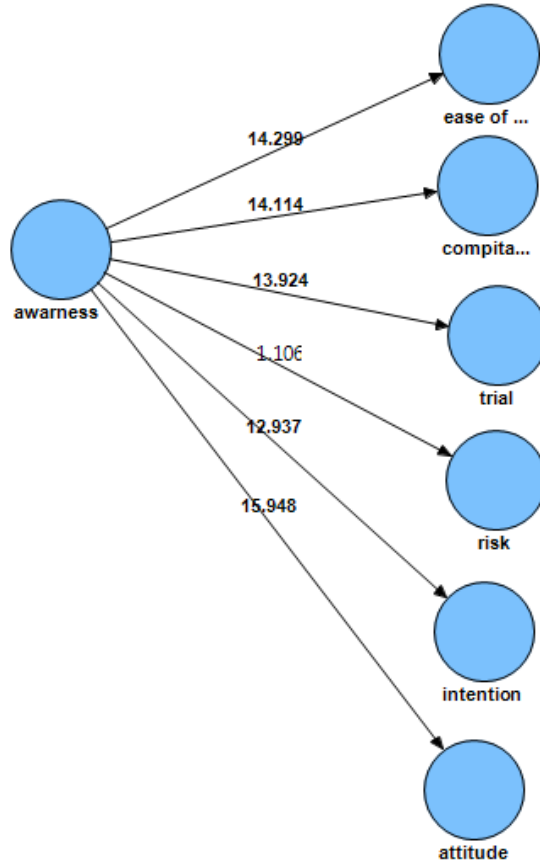 ease of ...
14.299
14.114
compita...
awarness
13.924
trial
1.106
risk
12.937
intention
15.948
attitude